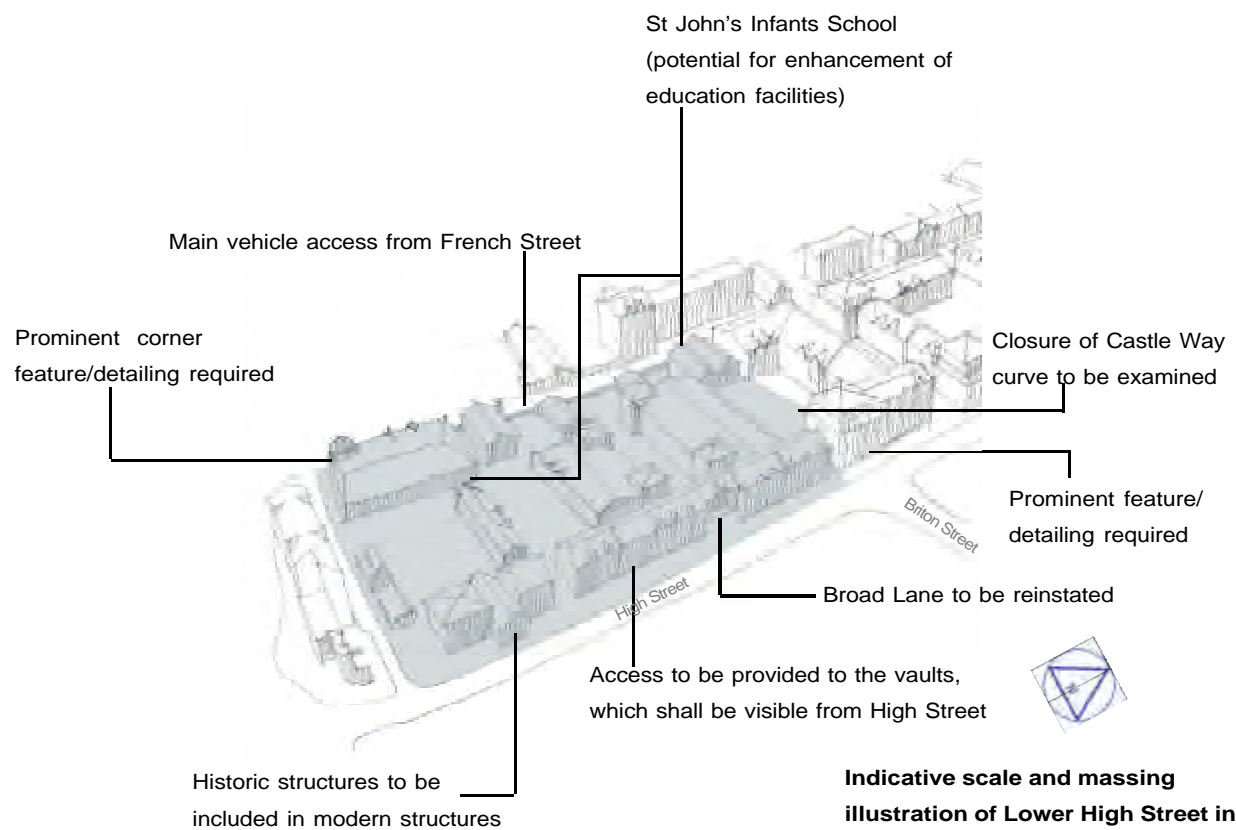 St John's Infants School
(potential for enhancement of
education facilities)
Main vehicle access from French Street
Prominent corner
feature/detailing required
Closure of Castle Way
curve to be examined
Prominent feature/
detailing required
Briton Street
High Street
Broad Lane to be reinstated
Access to be provided to the vaults,
which shall be visible from High Street
Historic structures to be
included in modern structures
N
Indicative scale and massing
illustration of Lower High Street in